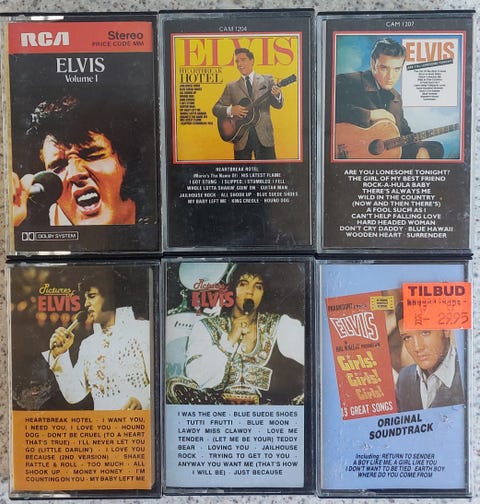 RCA
Stereo
PRICE CODE MM
ELVIS
Volume 1
DOLBY SYSTEM
CAM 1204
ELVIS
HEARTBREAK
HOTEL
HEARTBREAK HOTEL
(Marie's The Name Of) HIS LATEST FLAME
I GOT STUNG · I SLIPPED, I STUMBLED, I FELL
WHOLE LOTTA SHAKIN' GOIN' ON · GUITAR MAN
JAILHOUSE ROCK · ALL SHOOK UP · BLUE SUEDE SHOES
MY BABY LEFT ME · KING CREOLE · HOUND DOG
CAM 1207
ELVIS
ARE YOU LONESOME TONIGHT?
THE GIRL OF MY BEST FRIEND
ROCK-A-HULA BABY
THERE'S ALWAYS ME
WILD IN THE COUNTRY
(NOW AND THEN THERE'S)
A FOOL SUCH AS I
CAN'T HELP FALLING LOVE
HARD HEADED WOMAN
DON'T CRY DADDY · BLUE HAWAII
WOODEN HEART · SURRENDER
Pictures of
ELVIS
HEARTBREAK HOTEL · I WANT YOU,
I NEED YOU, I LOVE YOU · HOUND
DOG · DON'T BE CRUEL (TO A HEART
THAT'S TRUE) · I'LL NEVER LET YOU
GO (LITTLE DARLIN') · I LOVE YOU
BECAUSE (2ND VERSION) · SHAKE
RATTLE & ROLL · TOO MUCH · ALL
SHOOK UP · MONEY HONEY · I'M
COUNTING ON YOU · MY BABY LEFT ME
Pictures of
ELVIS
I WAS THE ONE · BLUE SUEDE SHOES
· TUTTI FRUTTI · BLUE MOON ·
LAWDY MISS CLAWDY · LOVE ME
TENDER · (LET ME BE YOUR) TEDDY
BEAR · LOVING YOU · JAILHOUSE
ROCK · TRYING TO GET TO YOU ·
ANYWAY YOU WANT ME (THAT'S HOW
I WILL BE) · JUST BECAUSE
TILBUD
29.95
ELVIS
Girls!
Girls!
Girls!
13 GREAT SONGS
ORIGINAL
SOUNDTRACK
Including: RETURN TO SENDER
A BOY LIKE ME, A GIRL LIKE YOU
I DON'T WANT TO BE TIED · EARTH BOY
WHERE DO YOU COME FROM